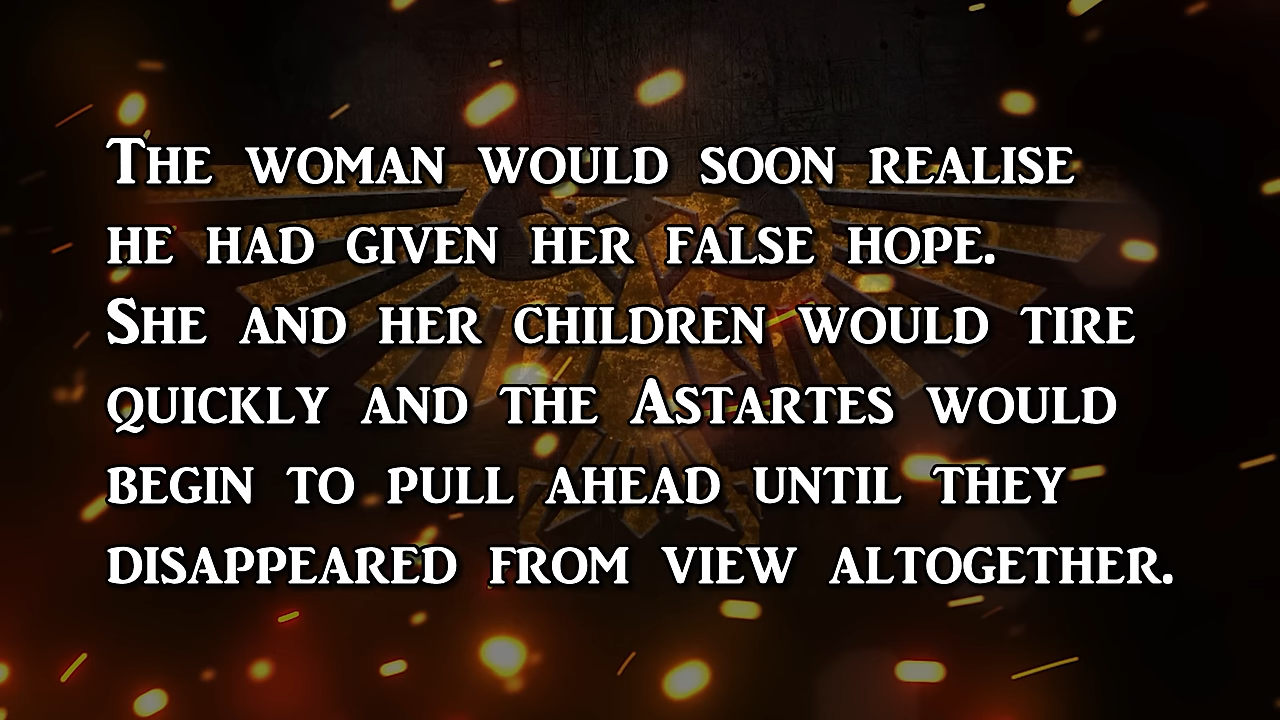 The woman would soon realise
he had given her false hope.
She and her children would tire
quickly and the Astartes would
begin to pull ahead until they
disappeared from view altogether.